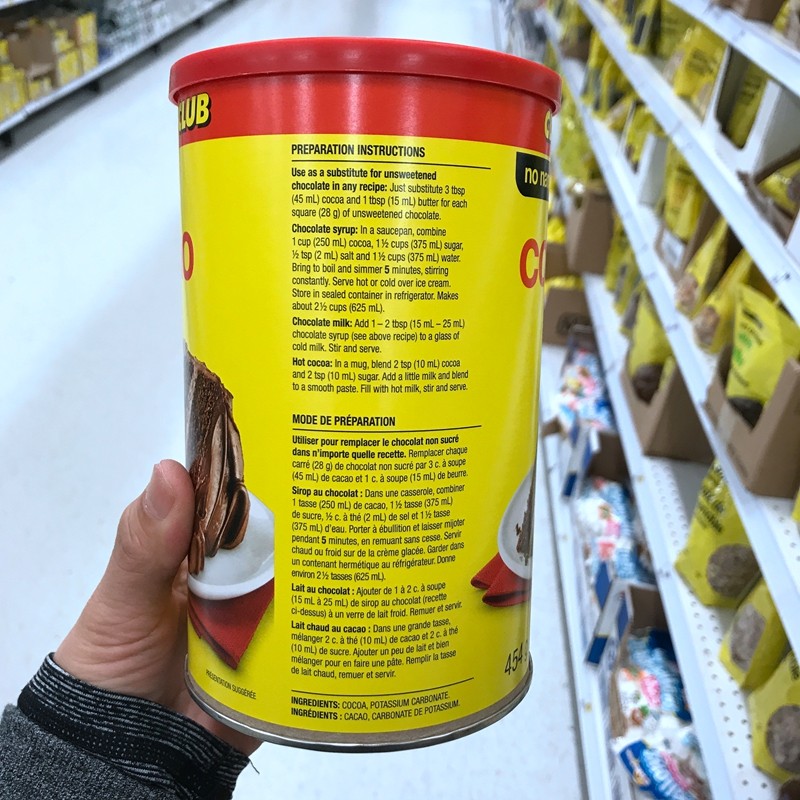 CLUB
PREPARATION INSTRUCTIONS
Use as a substitute for unsweetened
chocolate in any recipe: Just substitute 3 tbsp
(45 mL) cocoa and 1 tbsp (15 mL) butter for each
square (28 g) of unsweetened chocolate.
Chocolate syrup: In a saucepan, combine
1 cup (250 mL) cocoa, 1½ cups (375 mL) sugar,
½ tsp (2 mL) salt and 1½ cups (375 mL) water.
Bring to boil and simmer 5 minutes, stirring
constantly. Serve hot or cold over ice cream.
Store in sealed container in refrigerator. Makes
about 2½ cups (625 mL).
Chocolate milk: Add 1 – 2 tbsp (15 mL – 25 mL)
chocolate syrup (see above recipe) to a glass of
cold milk. Stir and serve.
Hot cocoa: In a mug, blend 2 tsp (10 mL) cocoa
and 2 tsp (10 mL) sugar. Add a little milk and blend
to a smooth paste. Fill with hot milk, stir and serve.
MODE DE PRÉPARATION
Utiliser pour remplacer le chocolat non sucré
dans n'importe quelle recette. Remplacer chaque
carré (28 g) de chocolat non sucré par 3 c. à soupe
(45 mL) de cacao et 1 c. à soupe (15 mL) de beurre.
Sirop au chocolat : Dans une casserole, combiner
1 tasse (250 mL) de cacao, 1½ tasse (375 mL)
de sucre, ½ c. à thé (2 mL) de sel et 1½ tasse
(375 mL) d'eau. Porter à ébullition et laisser mijoter
pendant 5 minutes, en remuant sans cesse. Servir
chaud ou froid sur de la crème glacée. Garder dans
un contenant hermétique au réfrigérateur. Donne
environ 2½ tasses (625 mL).
Lait au chocolat : Ajouter de 1 à 2 c. à soupe
(15 mL à 25 mL) de sirop au chocolat (recette
ci-dessus) à un verre de lait froid. Remuer et servir.
Lait chaud au cacao : Dans une grande tasse,
mélanger 2 c. à thé (10 mL) de cacao et 2 c. à thé
(10 mL) de sucre. Ajouter un peu de lait et bien
mélanger pour en faire une pâte. Remplir la tasse
de lait chaud, remuer et servir.
INGREDIENTS: COCOA, POTASSIUM CARBONATE.
INGRÉDIENTS : CACAO, CARBONATE DE POTASSIUM.
PRÉSENTATION SUGGÉRÉE
O
no na
CO
454 g